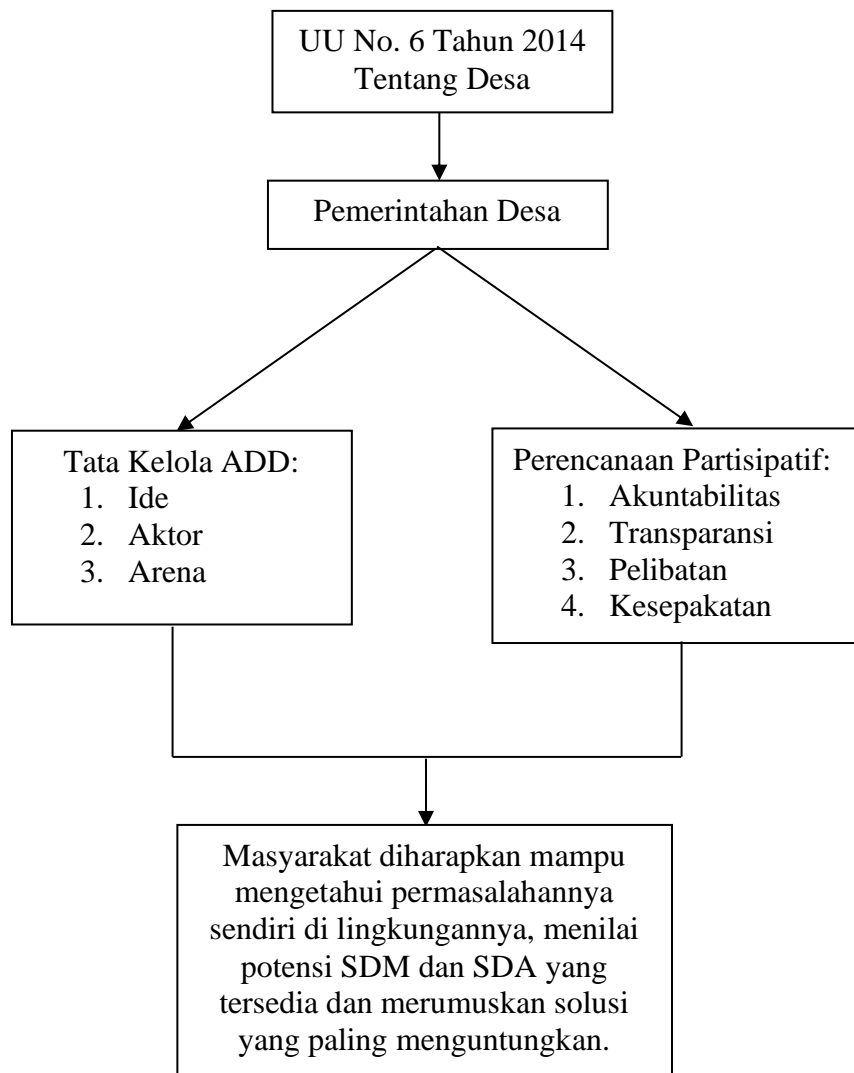 UU No. 6 Tahun 2014
Tentang Desa
Pemerintahan Desa
Tata Kelola ADD:
1. Ide
2. Aktor
3. Arena
Perencanaan Partisipatif:
1. Akuntabilitas
2. Transparansi
3. Pelibatan
4. Kesepakatan
Masyarakat diharapkan mampu
mengetahui permasalahannya
sendiri di lingkungannya, menilai
potensi SDM dan SDA yang
tersedia dan merumuskan solusi
yang paling menguntungkan.